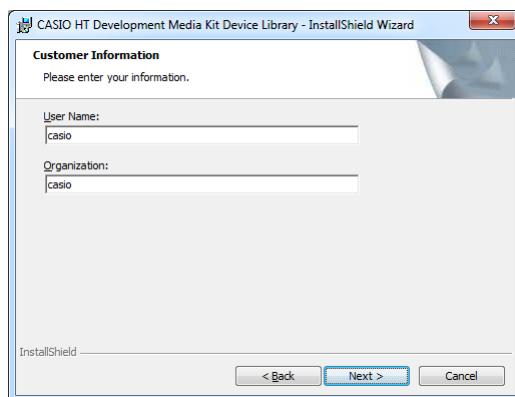 CASIO HT Development Media Kit Device Library - InstallShield Wizard
Customer Information
Please enter your information.
User Name:
casio
Organization:
casio
InstallShield
< Back
Next >
Cancel